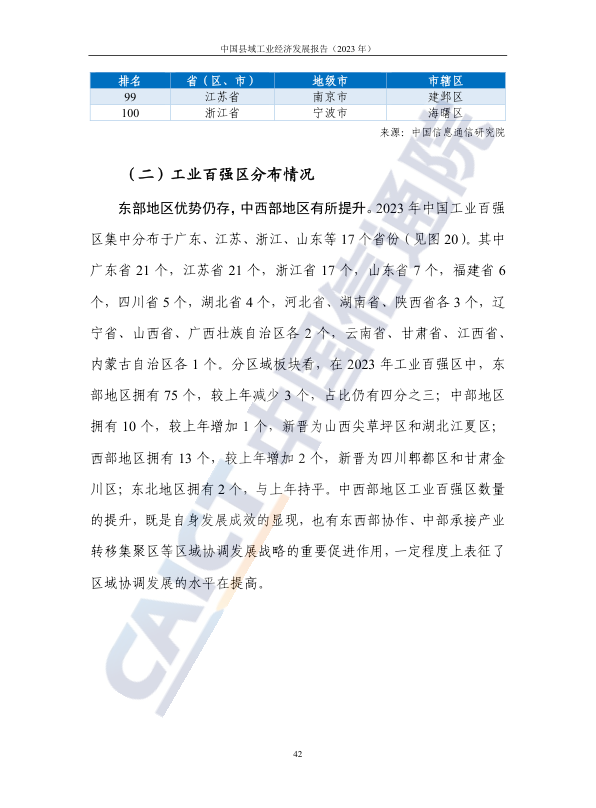 中国县域工业经济发展报告（2023 年）
排名 省（区、市） 地级市 市辖区
99 江苏省 南京市 建邺区
100 浙江省 宁波市 海曙区
来源：中国信息通信研究院
（二）工业百强区分布情况
东部地区优势仍存，中西部地区有所提升。2023 年中国工业百强
区集中分布于广东、江苏、浙江、山东等 17 个省份（见图 20）。其中
广东省 21 个，江苏省 21 个，浙江省 17 个，山东省 7 个，福建省 6
个，四川省 5 个，湖北省 4 个，河北省、湖南省、陕西省各 3 个，辽
宁省、山西省、广西壮族自治区各 2 个，云南省、甘肃省、江西省、
内蒙古自治区各 1 个。分区域板块看，在 2023 年工业百强区中，东
部地区拥有 75 个，较上年减少 3 个，占比仍有四分之三；中部地区
拥有 10 个，较上年增加 1 个，新晋为山西尖草坪区和湖北江夏区；
西部地区拥有 13 个，较上年增加 2 个，新晋为四川郫都区和甘肃金
川区；东北地区拥有 2 个，与上年持平。中西部地区工业百强区数量
的提升，既是自身发展成效的显现，也有东西部协作、中部承接产业
转移集聚区等区域协调发展战略的重要促进作用，一定程度上表征了
区域协调发展的水平在提高。
CAICT 中国信通院
42